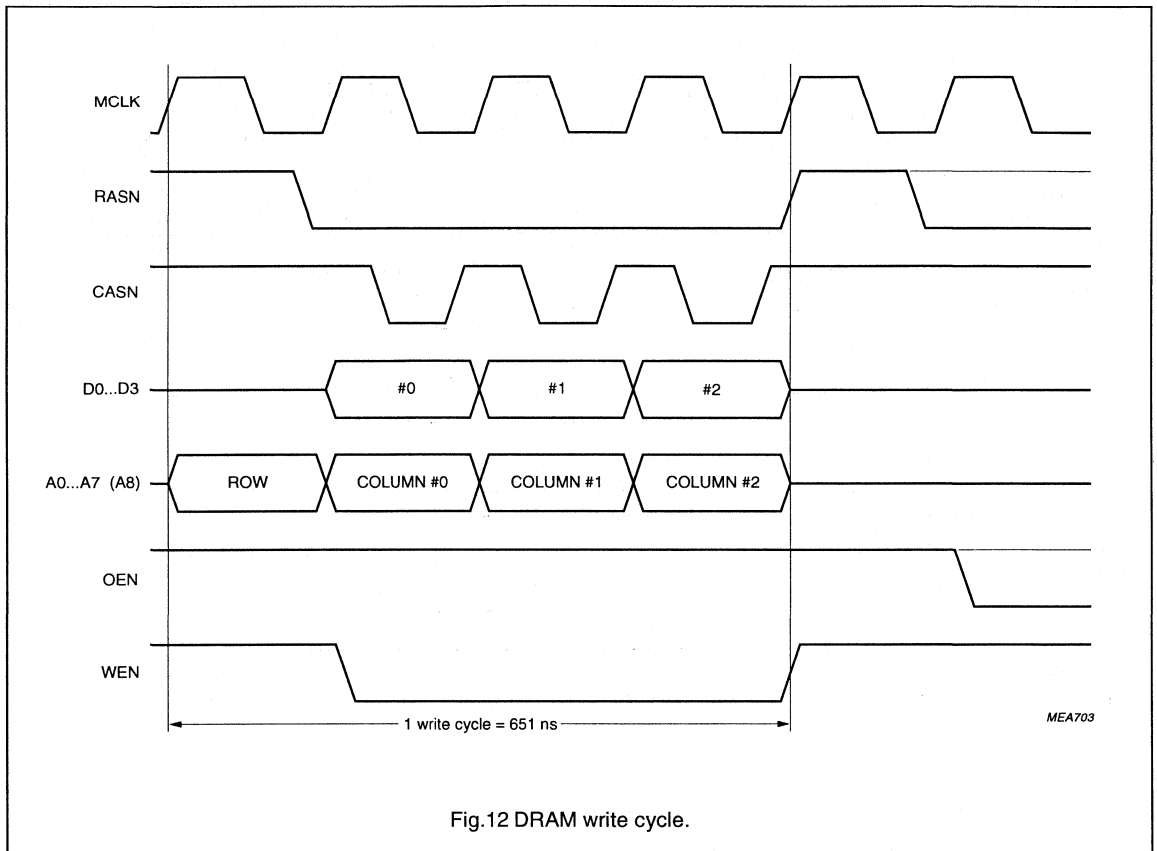 MCLK
RASN
CASN
D0...D3 #0 #1 #2
A0...A7 (A8) ROW COLUMN #0 COLUMN #1 COLUMN #2
OEN
WEN
1 write cycle = 651 ns
MEA703
Fig.12 DRAM write cycle.